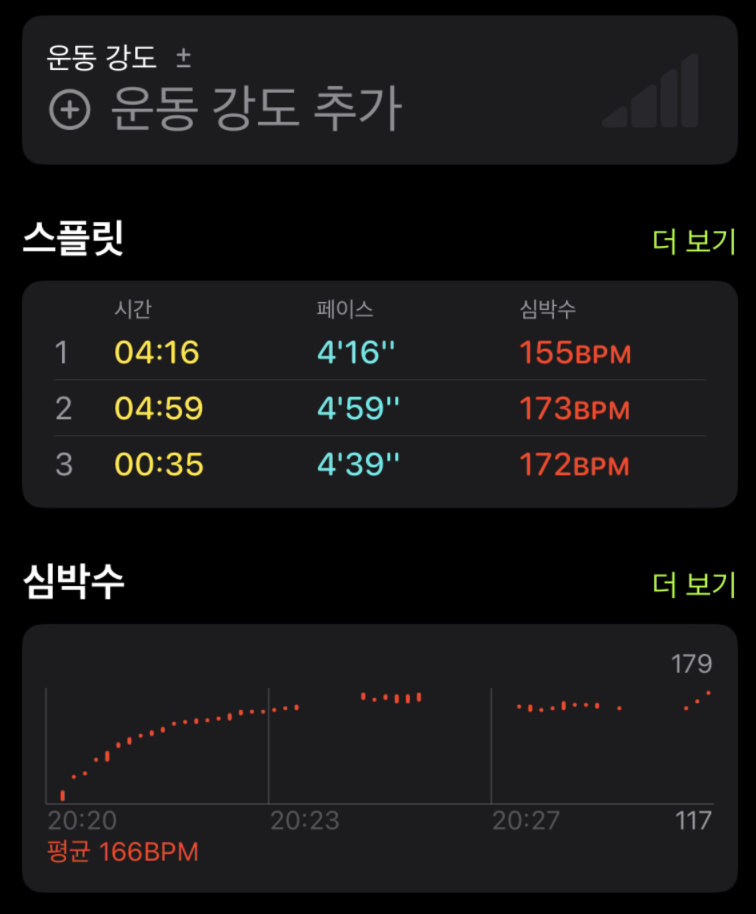 운동 강도 ±
운동 강도 추가
스플릿 더 보기
시간 페이스 심박수
1 04:16 4'16'' 155BPM
2 04:59 4'59'' 173BPM
3 00:35 4'39'' 172BPM
심박수 더 보기
179
20:20 20:23 20:27 117
평균 166BPM